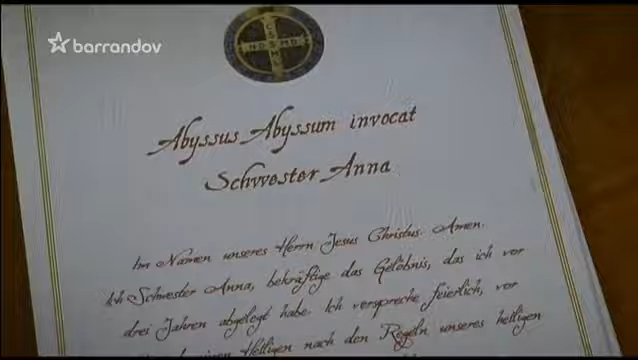 barrandov
C
S
S
M
L
N D S M D
Abyssus Abyssum invocat
Schwester Anna
Im Namen unseres Herrn Jesus Christus. Amen.
Ich Schwester Anna, bekräftige das Gelöbnis, das ich vor
drei Jahren abgelegt habe. Ich verspreche feierlich, vor
Heiligen nach den Regeln unseres heiligen